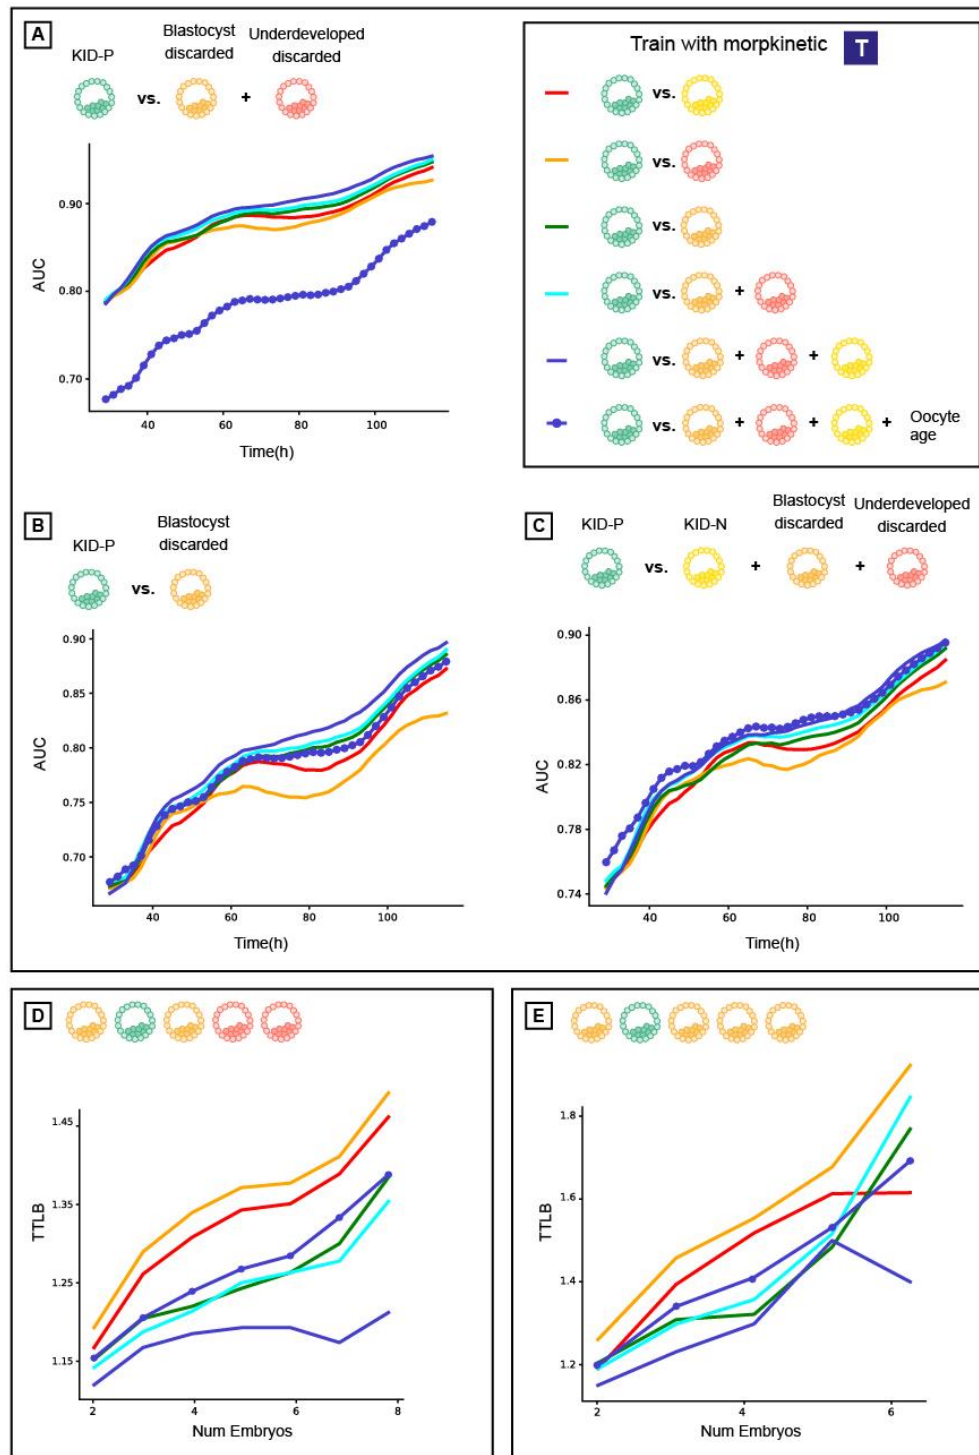 A
KID-P
vs.
Blastocyst
discarded
+
Underdeveloped
discarded
AUC
0.90
0.80
0.70
40
60
80
100
Time(h)
Train with morpkinetic T
vs.
vs.
vs.
vs. +
vs. + +
vs. + + + Oocyte
age
B
KID-P
vs.
Blastocyst
discarded
AUC
0.90
0.85
0.80
0.75
0.70
40
60
80
100
Time(h)
C
KID-P
vs.
KID-N
+
Blastocyst
discarded
+
Underdeveloped
discarded
AUC
0.90
0.86
0.82
0.78
0.74
40
60
80
100
Time(h)
D
TTLB
1.45
1.35
1.25
1.15
2
4
6
8
Num Embryos
E
TTLB
1.8
1.6
1.4
1.2
2
4
6
Num Embryos